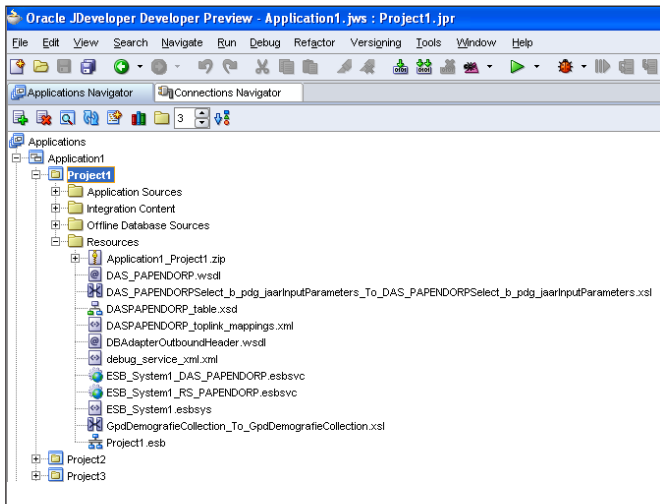 Oracle JDeveloper Developer Preview - Application1.jws : Project1.jpr
File Edit View Search Navigate Run Debug Refactor Versioning Tools Window Help
Applications Navigator Connections Navigator
3
Applications
Application1
Project1
Application Sources
Integration Content
Offline Database Sources
Resources
Application1_Project1.zip
DAS_PAPENDORP.wsdl
DAS_PAPENDORPSelect_b_pdg_jaarInputParameters_To_DAS_PAPENDORPSelect_b_pdg_jaarInputParameters.xsl
DASPAPENDORP_table.xsd
DASPAPENDORP_toplink_mappings.xml
DBAdapterOutboundHeader.wsdl
debug_service_xml.xml
ESB_System1_DAS_PAPENDORP.esbsvc
ESB_System1_RS_PAPENDORP.esbsvc
ESB_System1.esbsys
GpdDemografieCollection_To_GpdDemografieCollection.xsl
Project1.esb
Project2
Project3